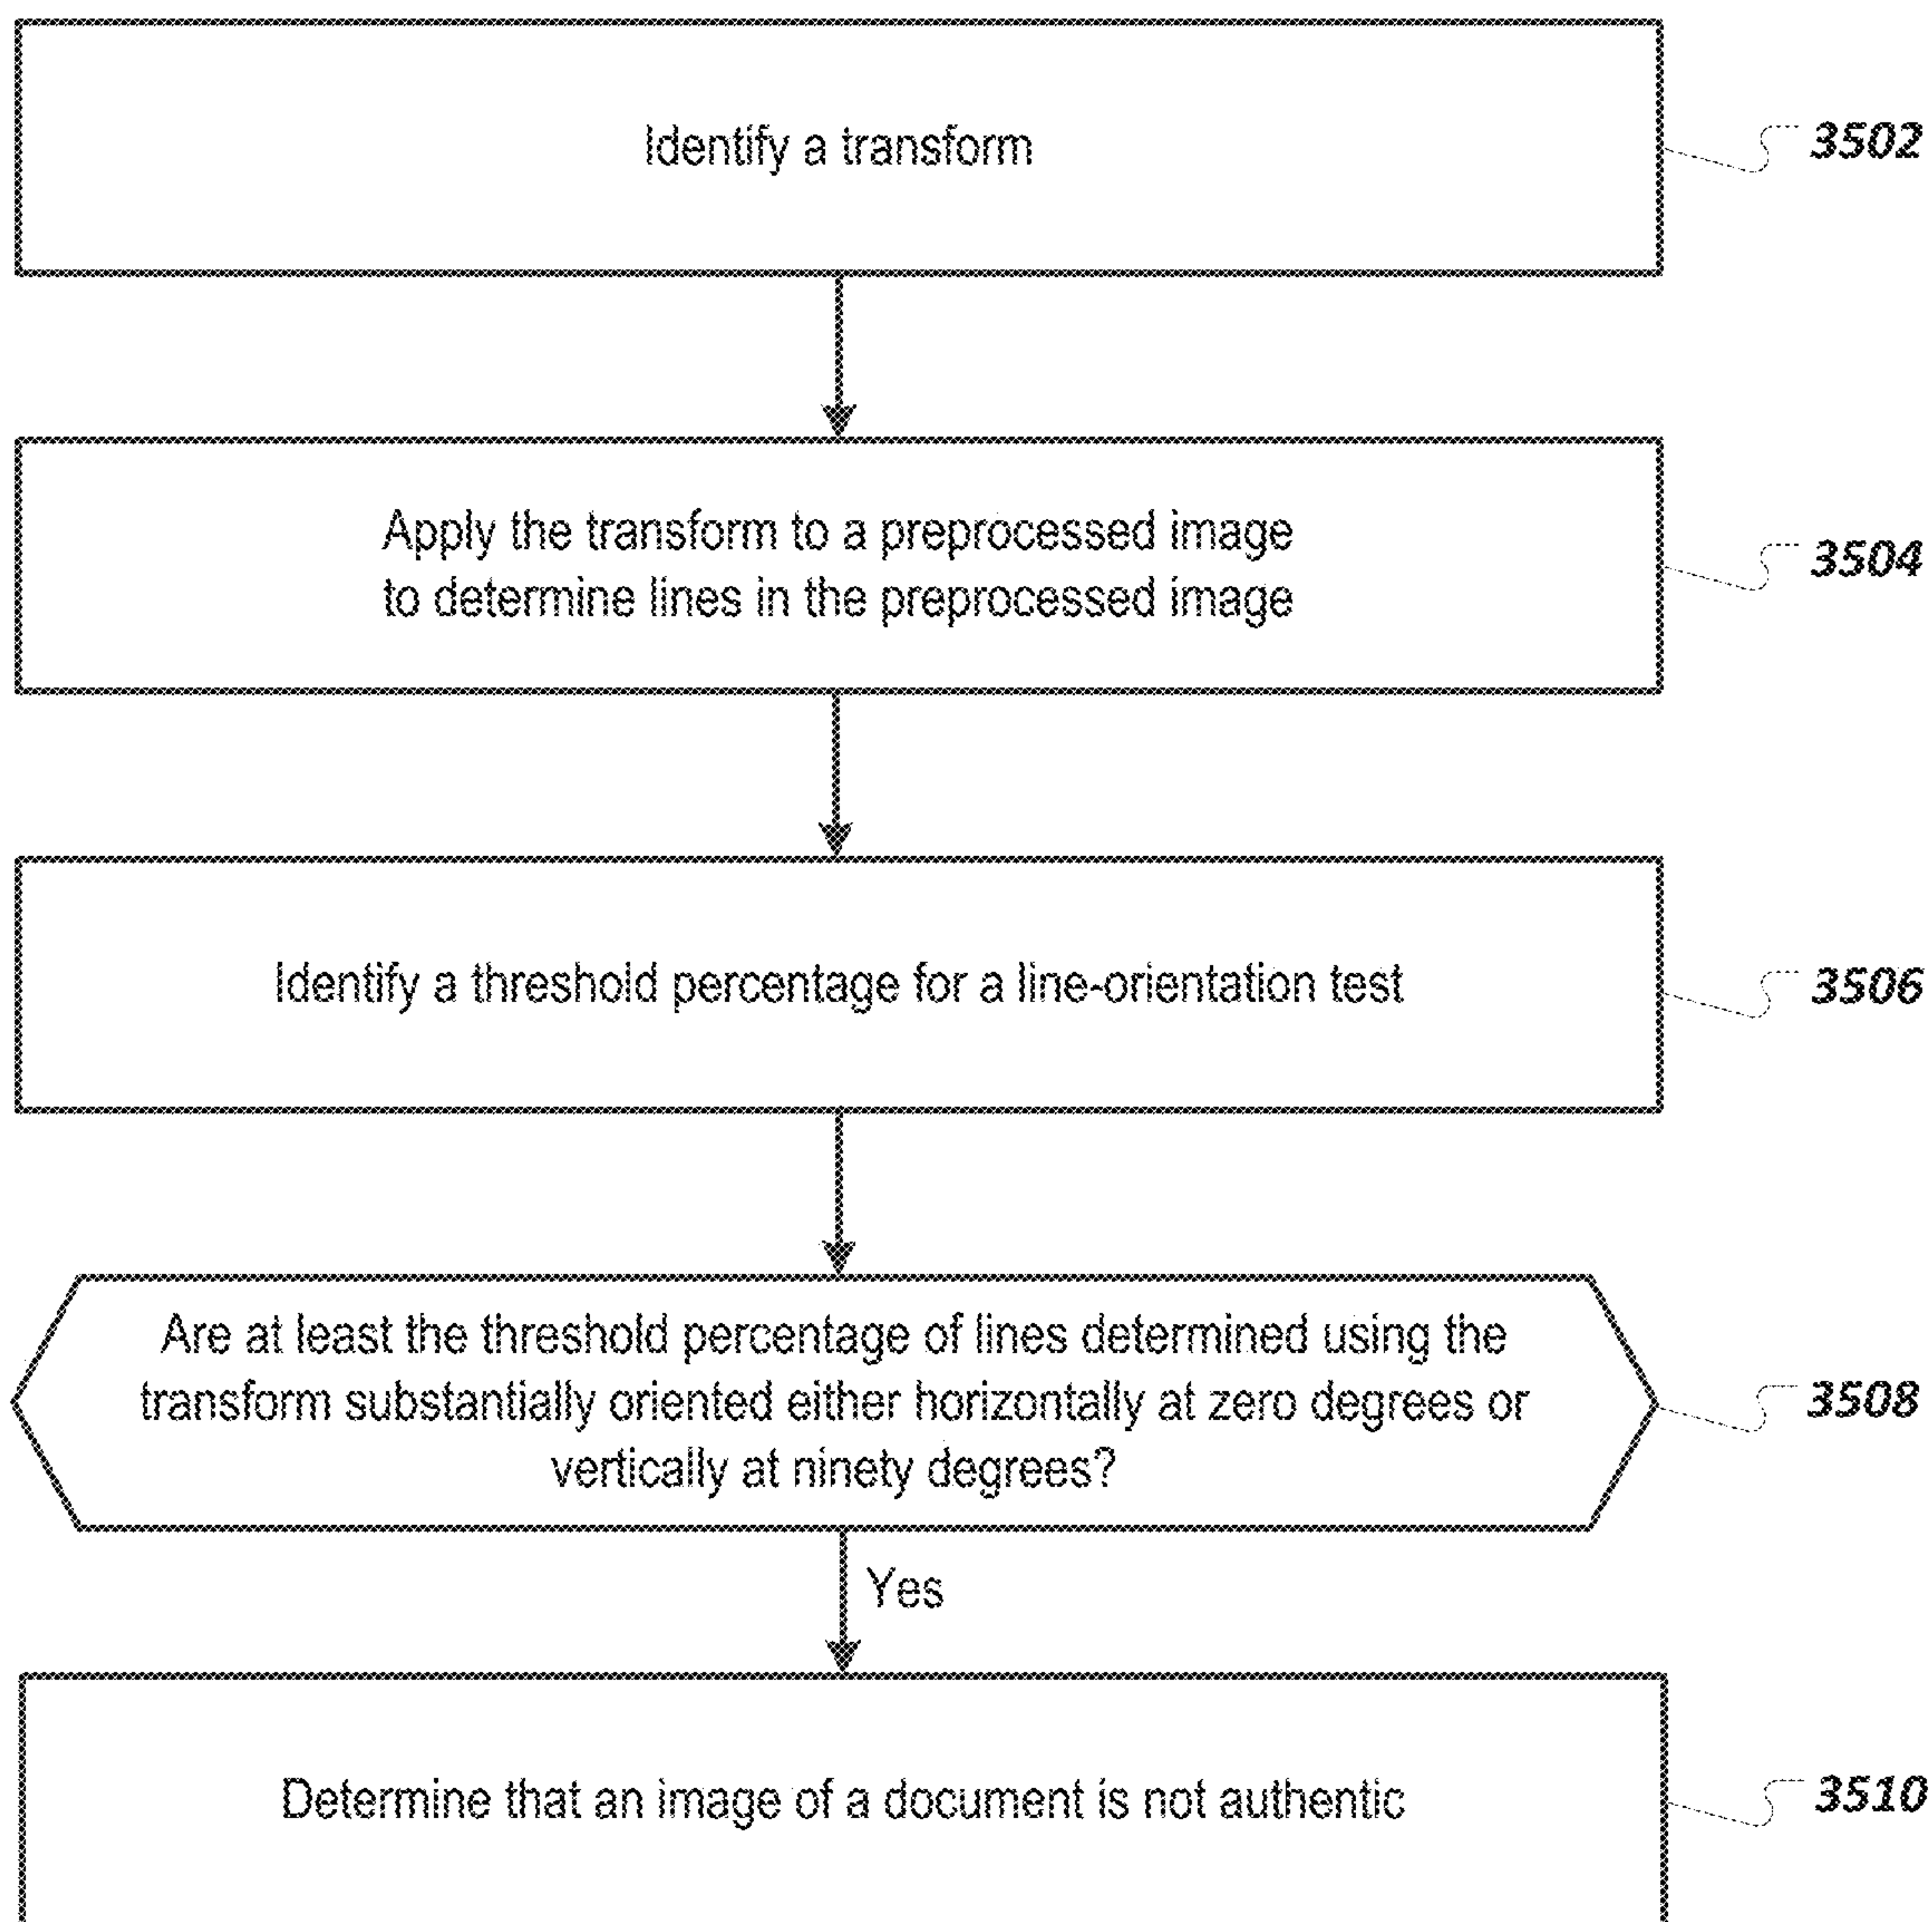 Identify a transform
3502
Apply the transform to a preprocessed image
to determine lines in the preprocessed image
3504
Identify a threshold percentage for a line-orientation test
3506
Are at least the threshold percentage of lines determined using the
transform substantially oriented either horizontally at zero degrees or
vertically at ninety degrees?
3508
Yes
Determine that an image of a document is not authentic
3510